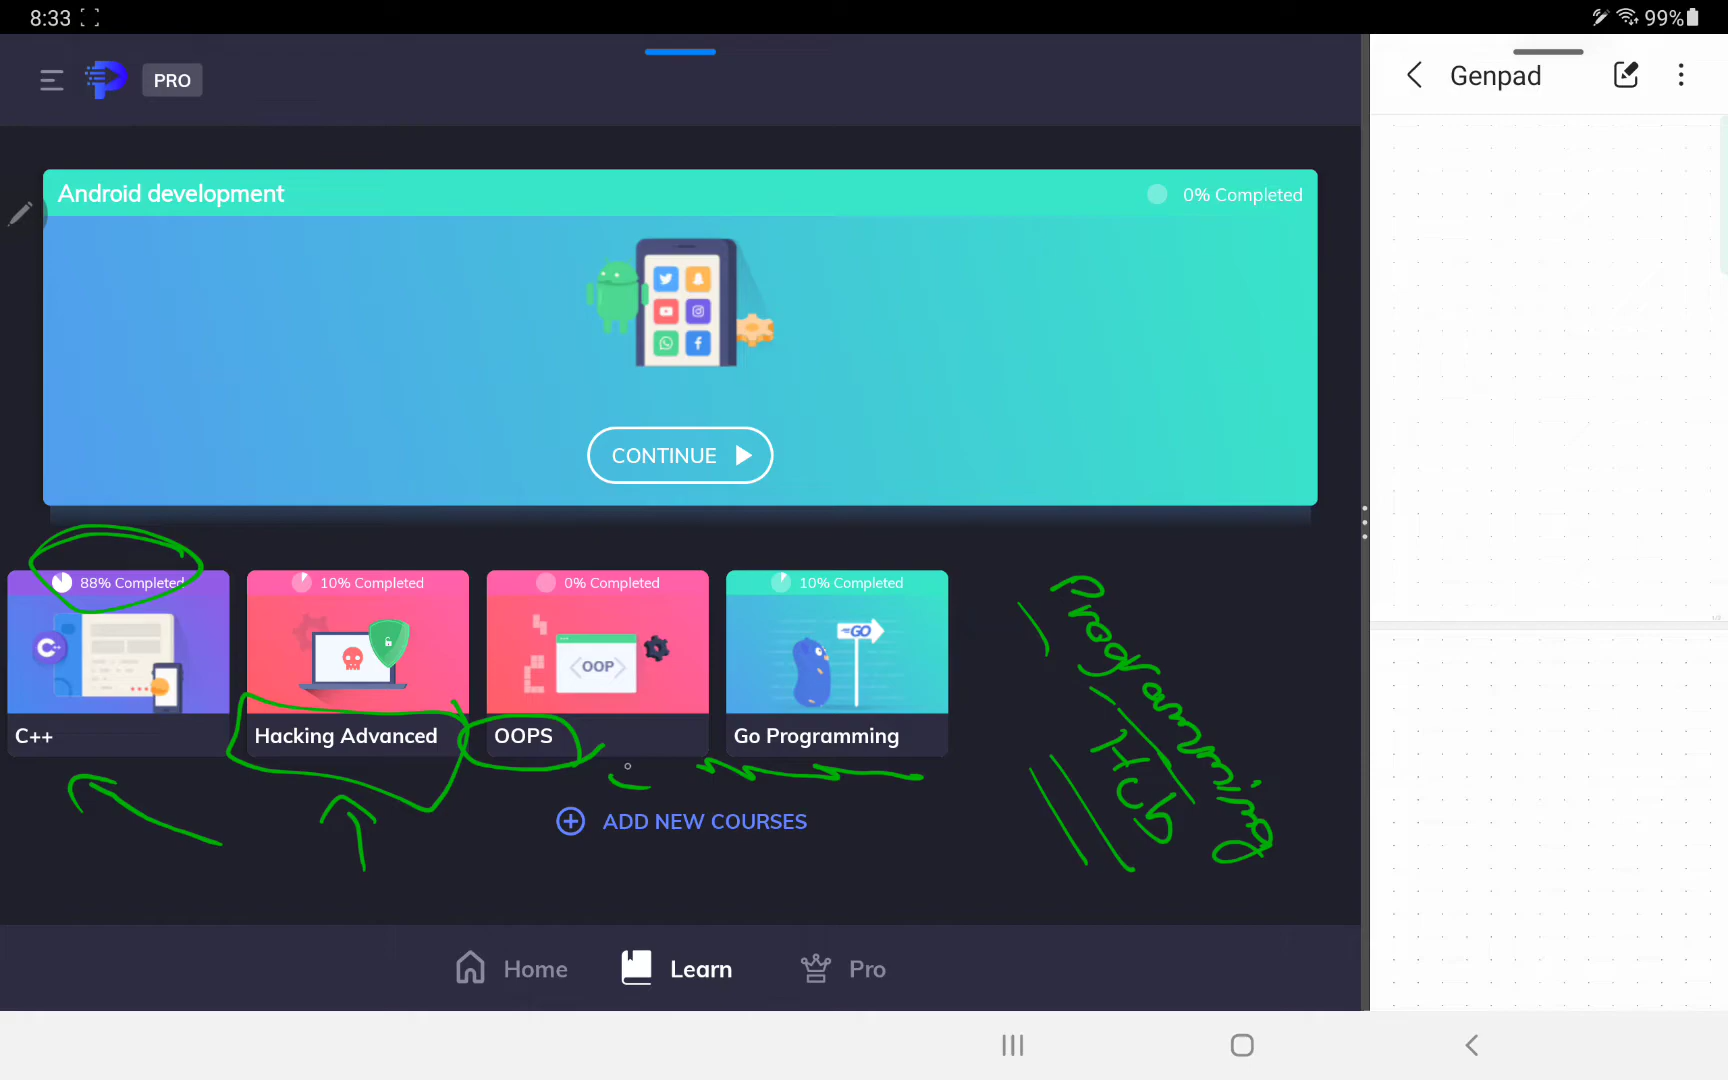 8:33
99%
PRO
Genpad
Android development
0% Completed
CONTINUE
88% Completed
10% Completed
0% Completed
10% Completed
C++
OOP
GO
C++
Hacking Advanced
OOPS
Go Programming
Programming
Hub
ADD NEW COURSES
Home
Learn
Pro